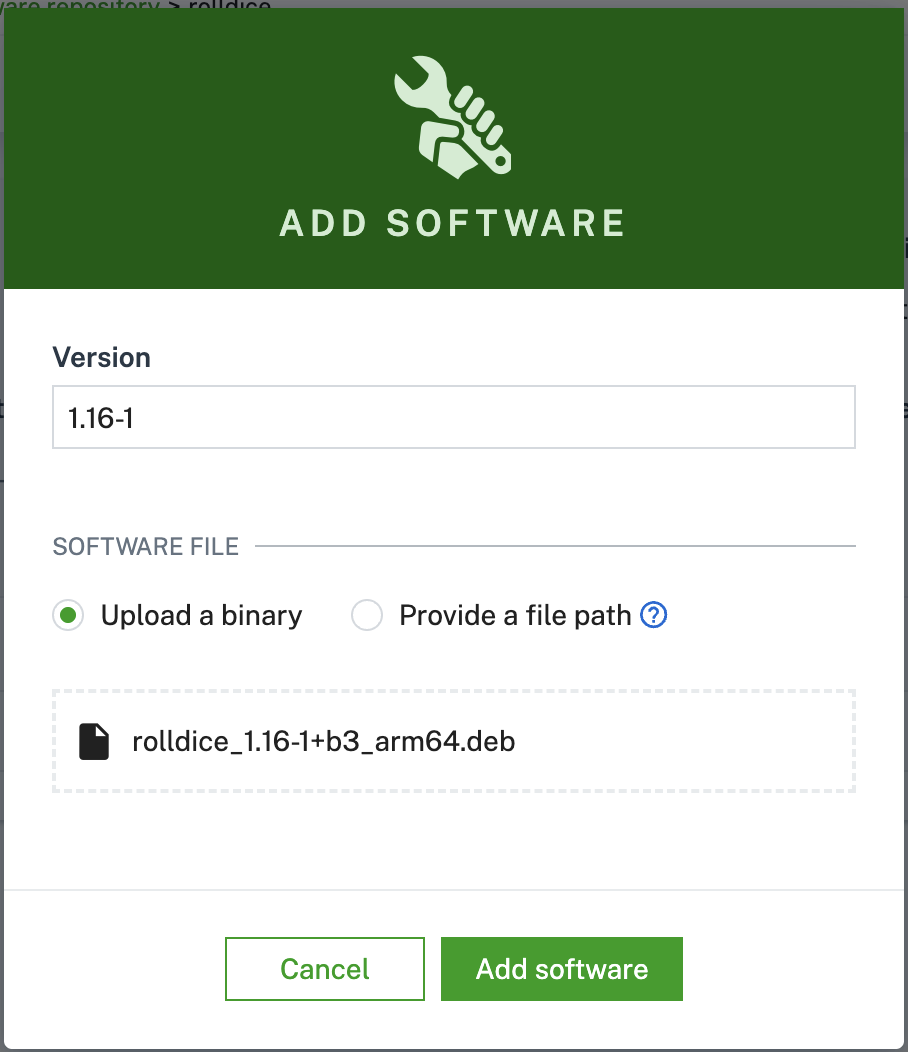 ware repository > rolldice
ADD SOFTWARE
Version
1.16-1
SOFTWARE FILE
Upload a binary
Provide a file path ?
rolldice_1.16-1+b3_arm64.deb
Cancel
Add software